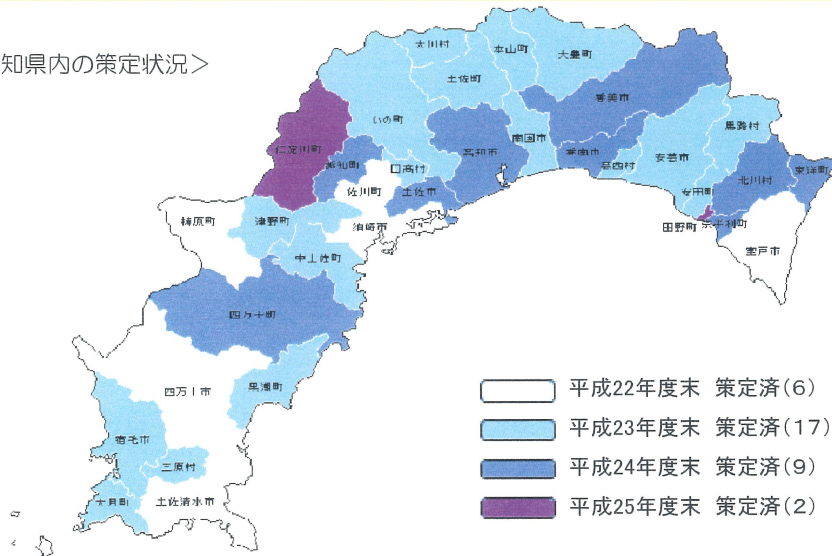 知県内の策定状況＞
大川村
本山町
大豊町
土佐町
香美市
いの町
馬路村
高知市
南国市
仁淀川町
香南市
芸西村
安芸市
越知町
日高村
東洋町
佐川町
土佐市
北川村
安田町
梼原町
津野町
須崎市
田野町
奈半利町
中土佐町
室戸市
四万十町
黒潮町
四万十市
宿毛市
三原村
大月町
土佐清水市
平成22年度末 策定済(6)
平成23年度末 策定済(17)
平成24年度末 策定済(9)
平成25年度末 策定済(2)